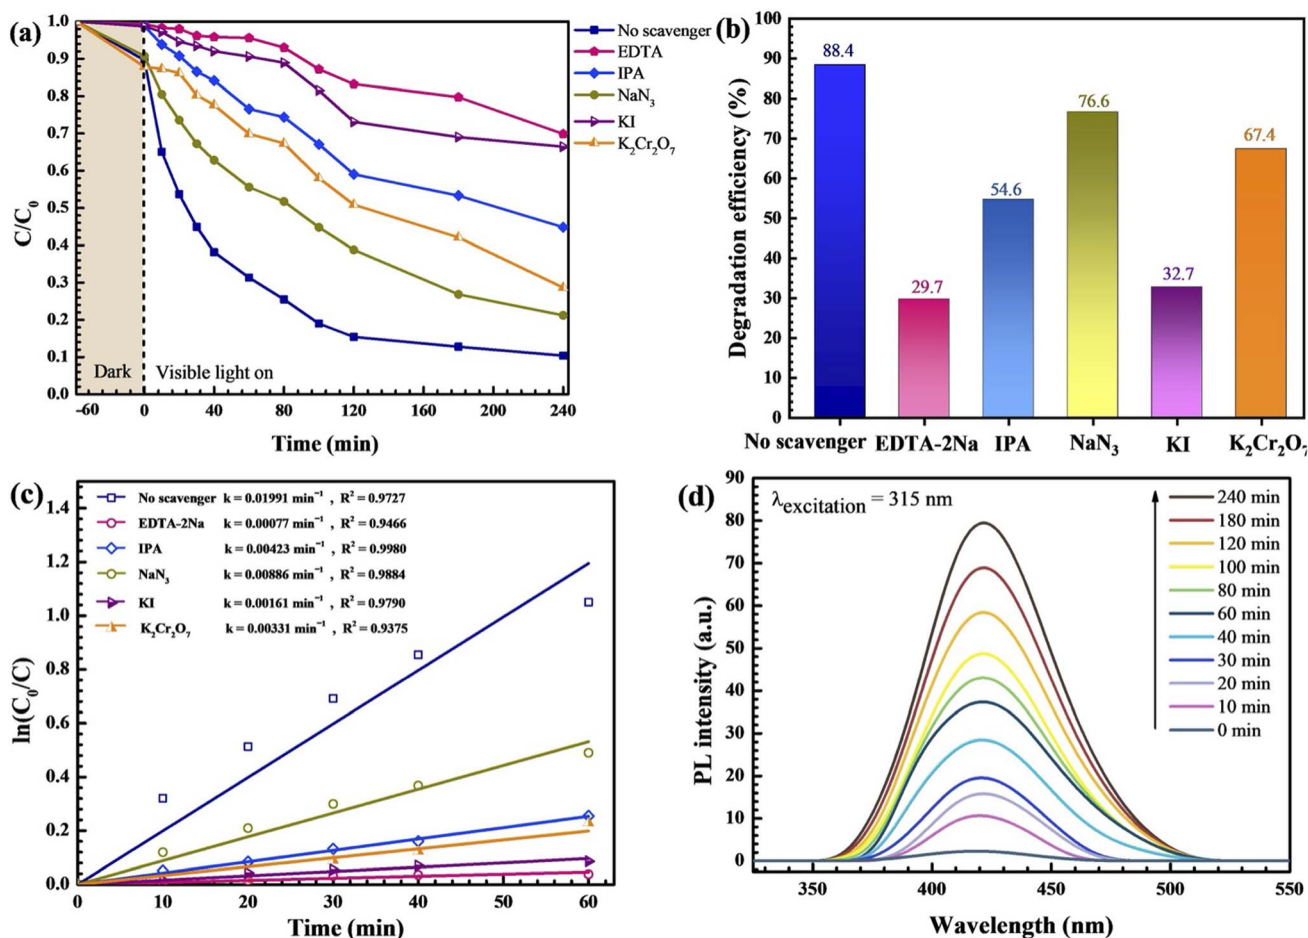 (a)
1.0
0.9
0.8
0.7
0.6
0.5
0.4
0.3
0.2
0.1
0.0
C/C₀
Dark
Visible light on
-60
0
40
80
120
160
200
240
Time (min)
No scavenger
EDTA
IPA
NaN₃
KI
K₂Cr₂O₇
(b)
100
90
80
70
60
50
40
30
20
10
0
Degradation efficiency (%)
88.4
29.7
54.6
76.6
32.7
67.4
No scavenger
EDTA-2Na
IPA
NaN₃
KI
K₂Cr₂O₇
(c)
No scavenger k = 0.01991 min⁻¹ , R² = 0.9727
EDTA-2Na k = 0.00077 min⁻¹ , R² = 0.9466
IPA k = 0.00423 min⁻¹ , R² = 0.9980
NaN₃ k = 0.00886 min⁻¹ , R² = 0.9884
KI k = 0.00161 min⁻¹ , R² = 0.9790
K₂Cr₂O₇ k = 0.00331 min⁻¹ , R² = 0.9375
1.4
1.2
1.0
0.8
0.6
0.4
0.2
0.0
ln(C₀/C)
0
10
20
30
40
50
60
Time (min)
(d)
λexcitation = 315 nm
90
80
70
60
50
40
30
20
10
0
PL intensity (a.u.)
240 min
180 min
120 min
100 min
80 min
60 min
40 min
30 min
20 min
10 min
0 min
350
400
450
500
550
Wavelength (nm)